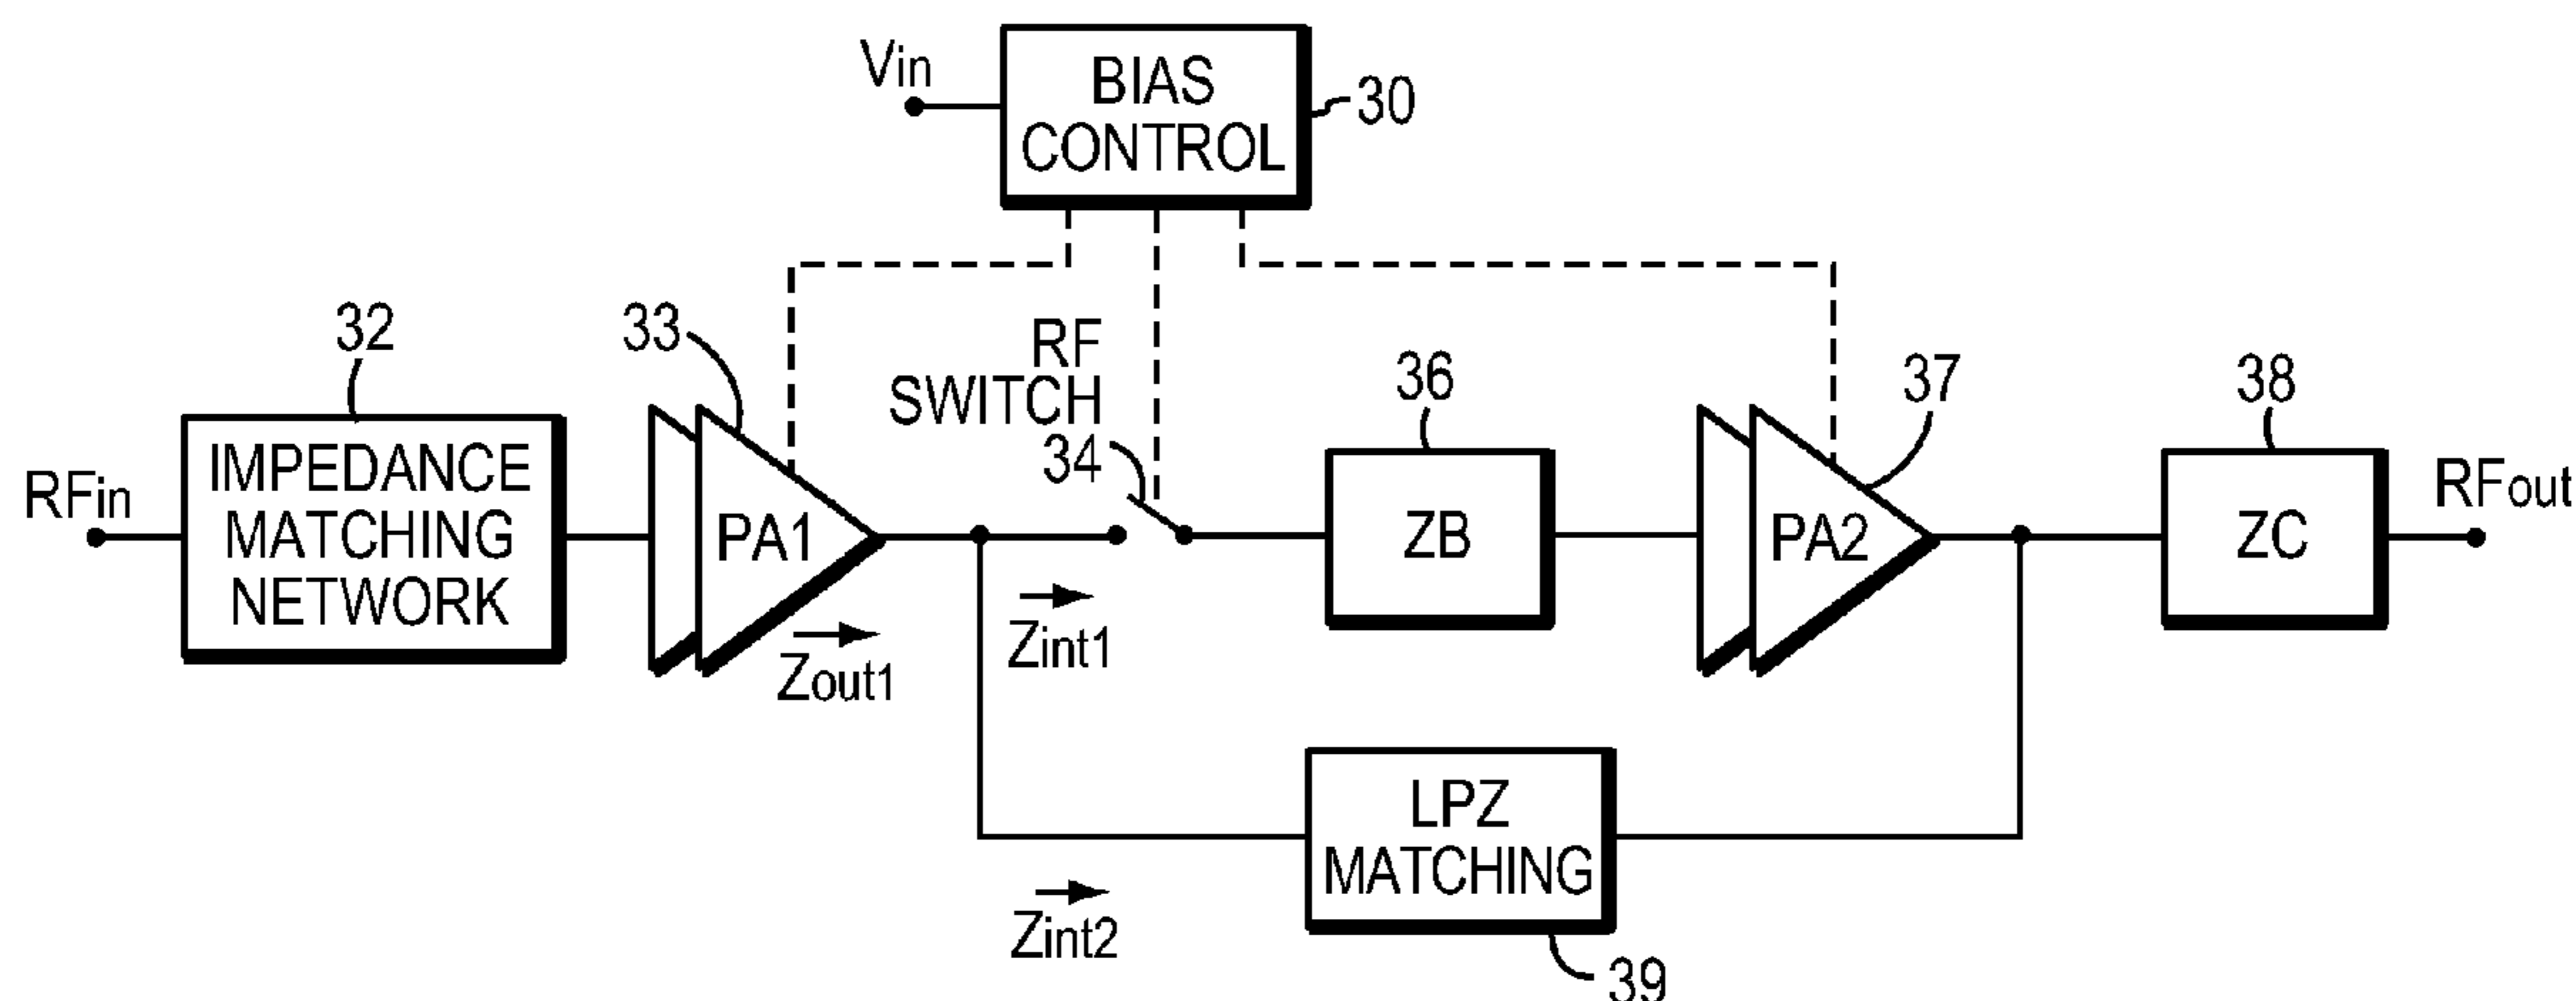 Vin
BIAS
CONTROL
30
32
33
RF
SWITCH
34
36
37
38
RFin
IMPEDANCE
MATCHING
NETWORK
PA1
ZB
PA2
ZC
RFout
Zout1
Zint1
LPZ
MATCHING
Zint2
39